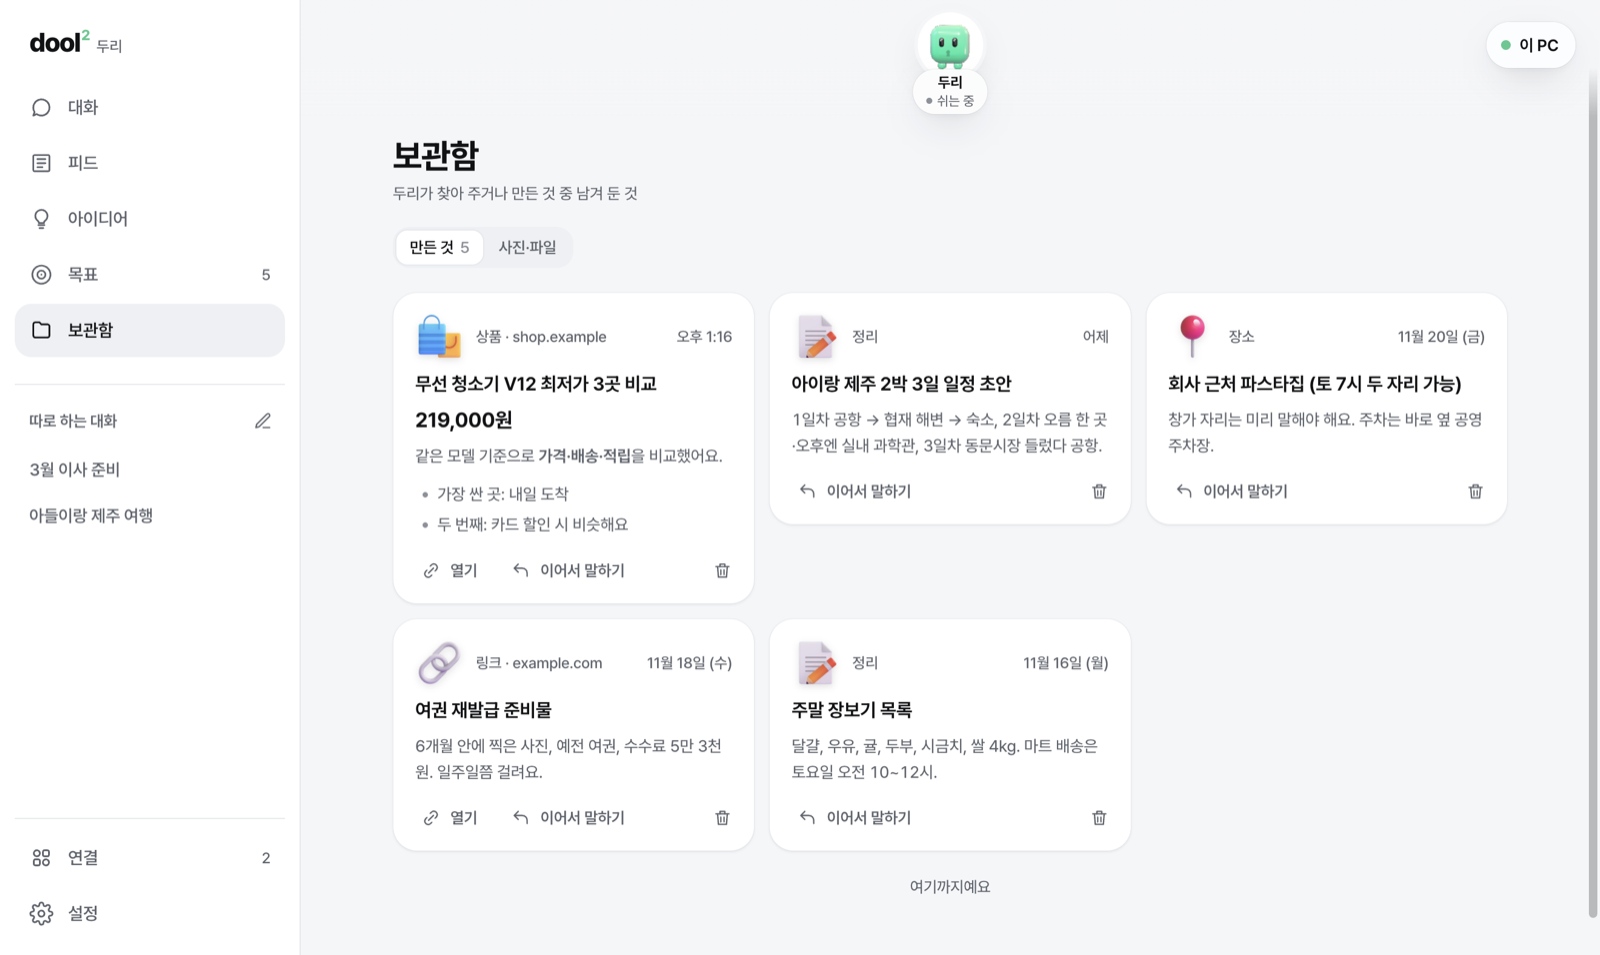 dool² 두리
대화
피드
아이디어
목표 5
보관함
따로 하는 대화
3월 이사 준비
아들이랑 제주 여행
연결 2
설정
두리
쉬는 중
이 PC
보관함
두리가 찾아 주거나 만든 것 중 남겨 둔 것
만든 것 5
사진·파일
상품 · shop.example 오후 1:16
무선 청소기 V12 최저가 3곳 비교
219,000원
같은 모델 기준으로 가격·배송·적립을 비교했어요.
• 가장 싼 곳: 내일 도착
• 두 번째: 카드 할인 시 비슷해요
열기 이어서 말하기
정리 어제
아이랑 제주 2박 3일 일정 초안
1일차 공항 → 협재 해변 → 숙소, 2일차 오름 한 곳
·오후엔 실내 과학관, 3일차 동문시장 들렀다 공항.
이어서 말하기
장소 11월 20일 (금)
회사 근처 파스타집 (토 7시 두 자리 가능)
창가 자리는 미리 말해야 해요. 주차는 바로 옆 공영
주차장.
이어서 말하기
링크 · example.com 11월 18일 (수)
여권 재발급 준비물
6개월 안에 찍은 사진, 예전 여권, 수수료 5만 3천
원. 일주일쯤 걸려요.
열기 이어서 말하기
정리 11월 16일 (월)
주말 장보기 목록
달걀, 우유, 귤, 두부, 시금치, 쌀 4kg. 마트 배송은
토요일 오전 10~12시.
이어서 말하기
여기까지예요